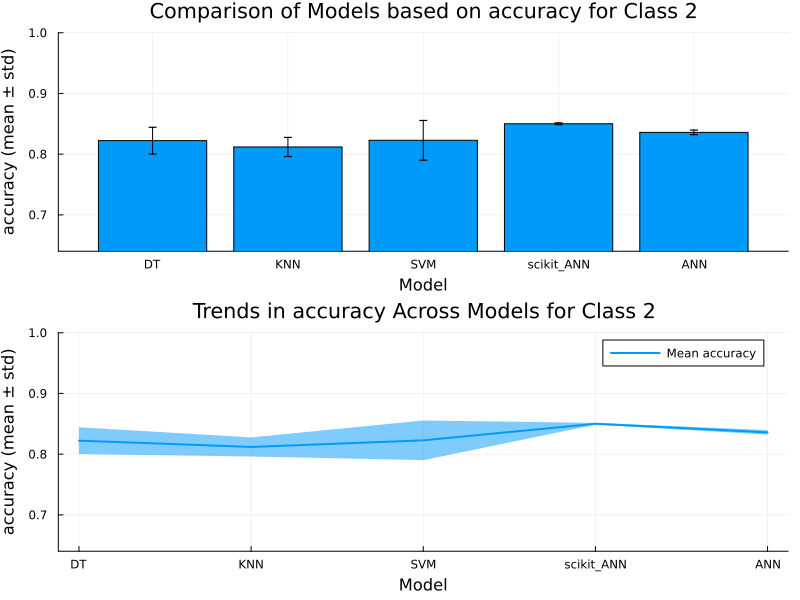 Comparison of Models based on accuracy for Class 2
accuracy (mean ± std)
1.0
0.9
0.8
0.7
DT KNN SVM scikit_ANN ANN
Model
Trends in accuracy Across Models for Class 2
accuracy (mean ± std)
1.0
0.9
0.8
0.7
Mean accuracy
DT KNN SVM scikit_ANN ANN
Model